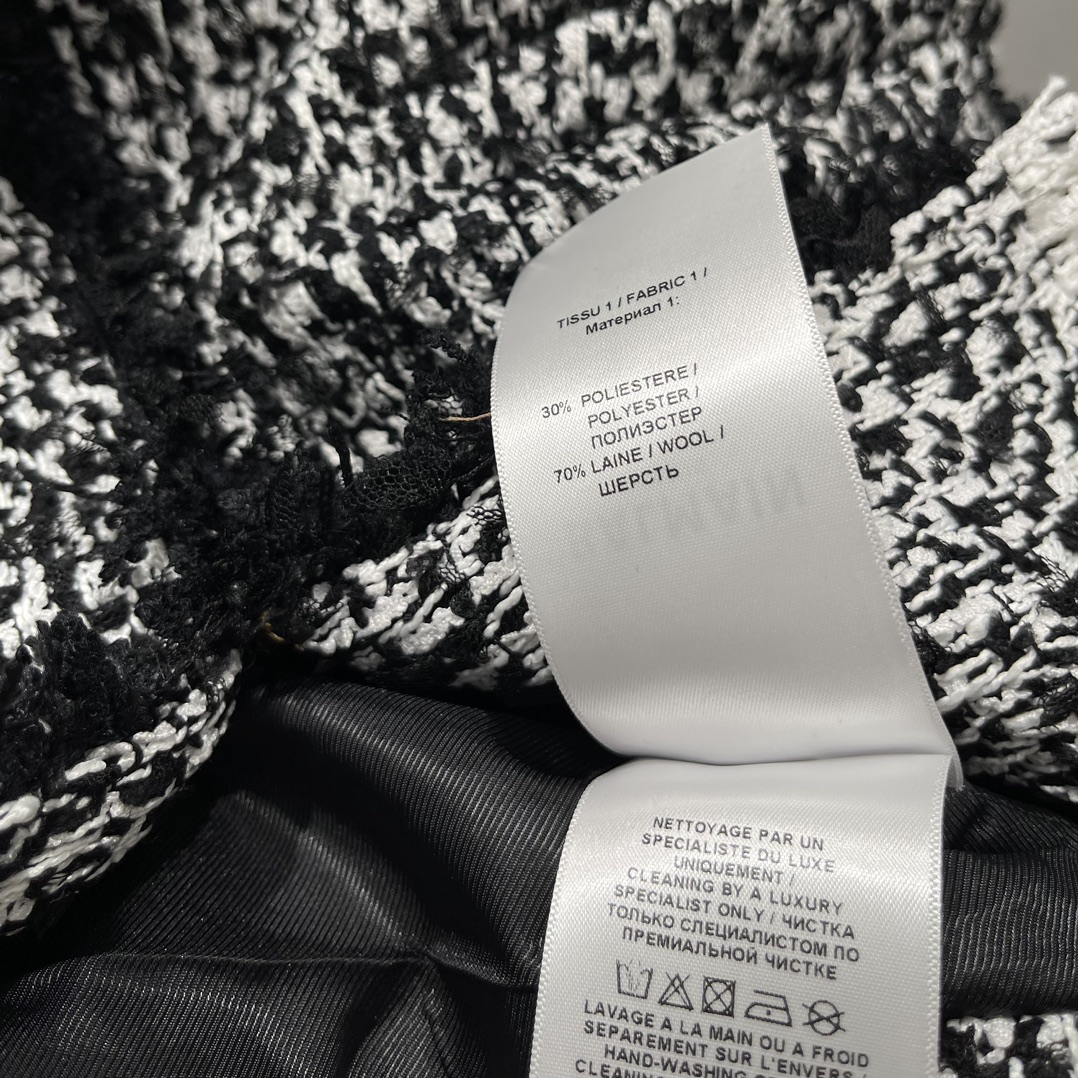 TISSU 1 / FABRIC 1 /
Материал 1:
30% POLIESTERE /
POLYESTER /
ПОЛИЭСТЕР
70% LAINE / WOOL /
ШЕРСТЬ
NETTOYAGE PAR UN
SPECIALISTE DU LUXE
UNIQUEMENT /
CLEANING BY A LUXURY
SPECIALIST ONLY / ЧИСТКА
ТОЛЬКО СПЕЦИАЛИСТОМ ПО
ПРЕМИАЛЬНОЙ ЧИСТКЕ
LAVAGE A LA MAIN OU A FROID
SEPAREMENT SUR L'ENVERS /
HAND-WASHING